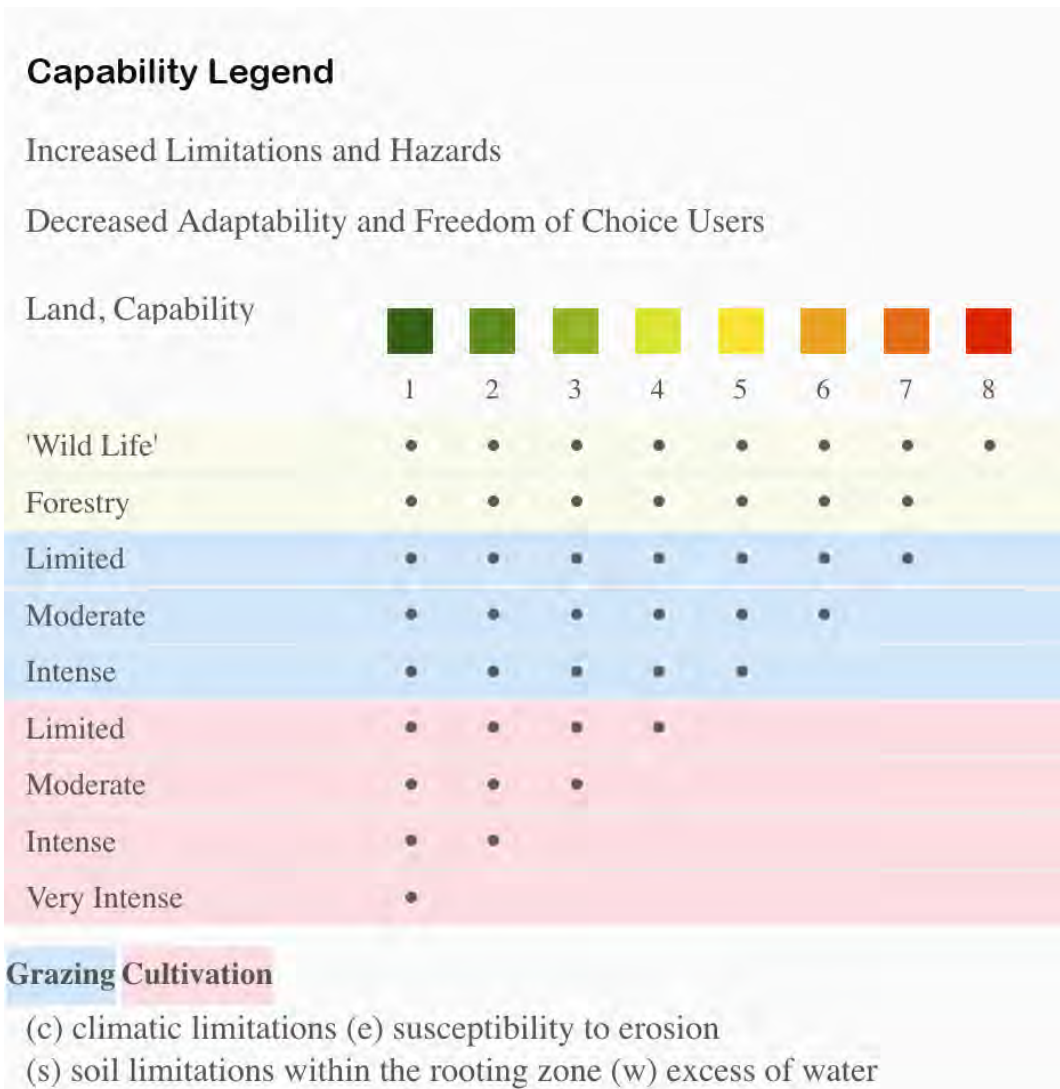 Capability Legend
Increased Limitations and Hazards
Decreased Adaptability and Freedom of Choice Users
Land, Capability
1 2 3 4 5 6 7 8
'Wild Life'
Forestry
Limited
Moderate
Intense
Limited
Moderate
Intense
Very Intense
Grazing Cultivation
(c) climatic limitations (e) susceptibility to erosion
(s) soil limitations within the rooting zone (w) excess of water